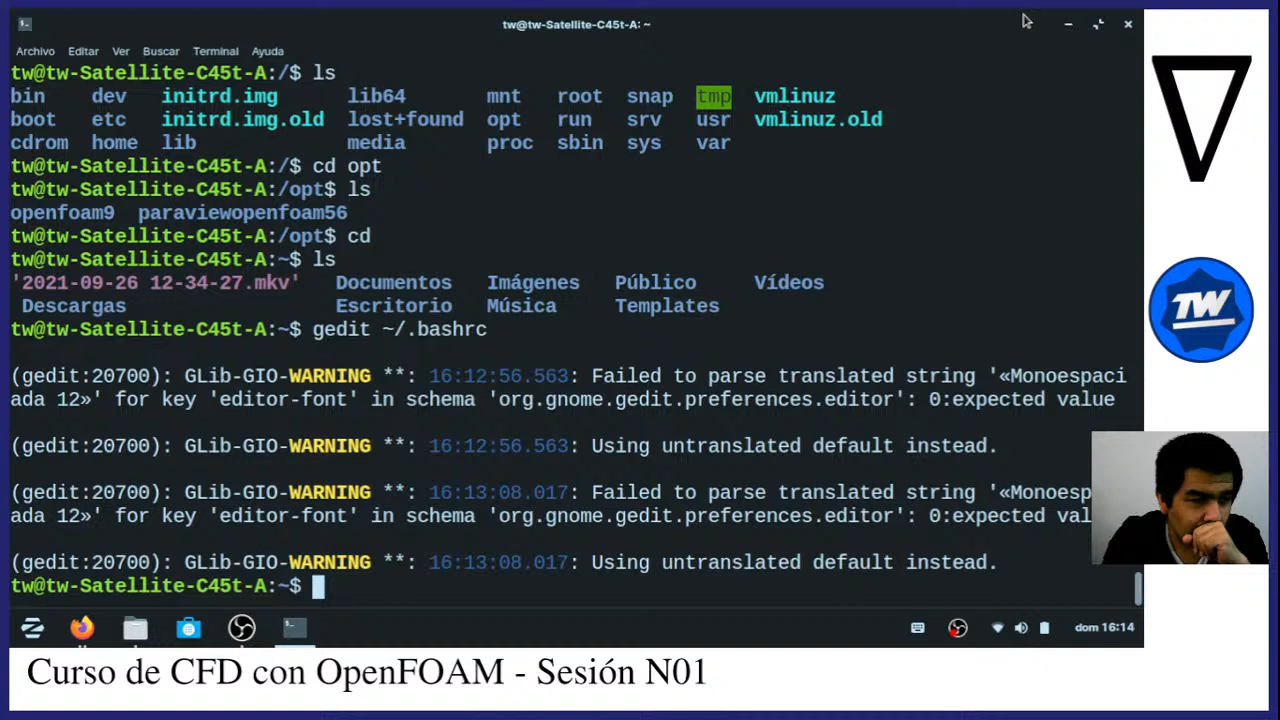 tw@tw-Satellite-C45t-A: ~
Archivo Editar Ver Buscar Terminal Ayuda
tw@tw-Satellite-C45t-A:/$ ls
bin dev initrd.img lib64 mnt root snap tmp vmlinuz
boot etc initrd.img.old lost+found opt run srv usr vmlinuz.old
cdrom home lib media proc sbin sys var
tw@tw-Satellite-C45t-A:/$ cd opt
tw@tw-Satellite-C45t-A:/opt$ ls
openfoam9 paraviewopenfoam56
tw@tw-Satellite-C45t-A:/opt$ cd
tw@tw-Satellite-C45t-A:~$ ls
'2021-09-26 12-34-27.mkv' Documentos Imágenes Público Vídeos
Descargas Escritorio Música Templates
tw@tw-Satellite-C45t-A:~$ gedit ~/.bashrc
(gedit:20700): GLib-GIO-WARNING **: 16:12:56.563: Failed to parse translated string '«Monoespaci
ada 12»' for key 'editor-font' in schema 'org.gnome.gedit.preferences.editor': 0:expected value
(gedit:20700): GLib-GIO-WARNING **: 16:12:56.563: Using untranslated default instead.
(gedit:20700): GLib-GIO-WARNING **: 16:13:08.017: Failed to parse translated string '«Monoesp
ada 12»' for key 'editor-font' in schema 'org.gnome.gedit.preferences.editor': 0:expected val
(gedit:20700): GLib-GIO-WARNING **: 16:13:08.017: Using untranslated default instead.
tw@tw-Satellite-C45t-A:~$
dom 16:14
TW
Curso de CFD con OpenFOAM - Sesión N01